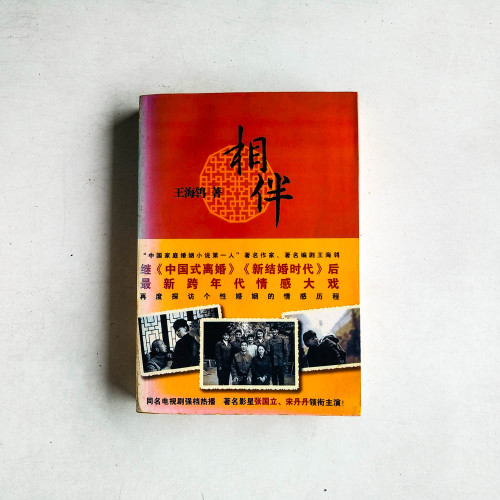 相伴
王海鸰 著
“中国家庭婚姻小说第一人”著名作家、著名编剧王海鸰
继《中国式离婚》《新结婚时代》后
最新跨年代情感大戏
再度探访个性婚姻的情感历程
同名电视剧强档热播 著名影星张国立、宋丹丹领衔主演!